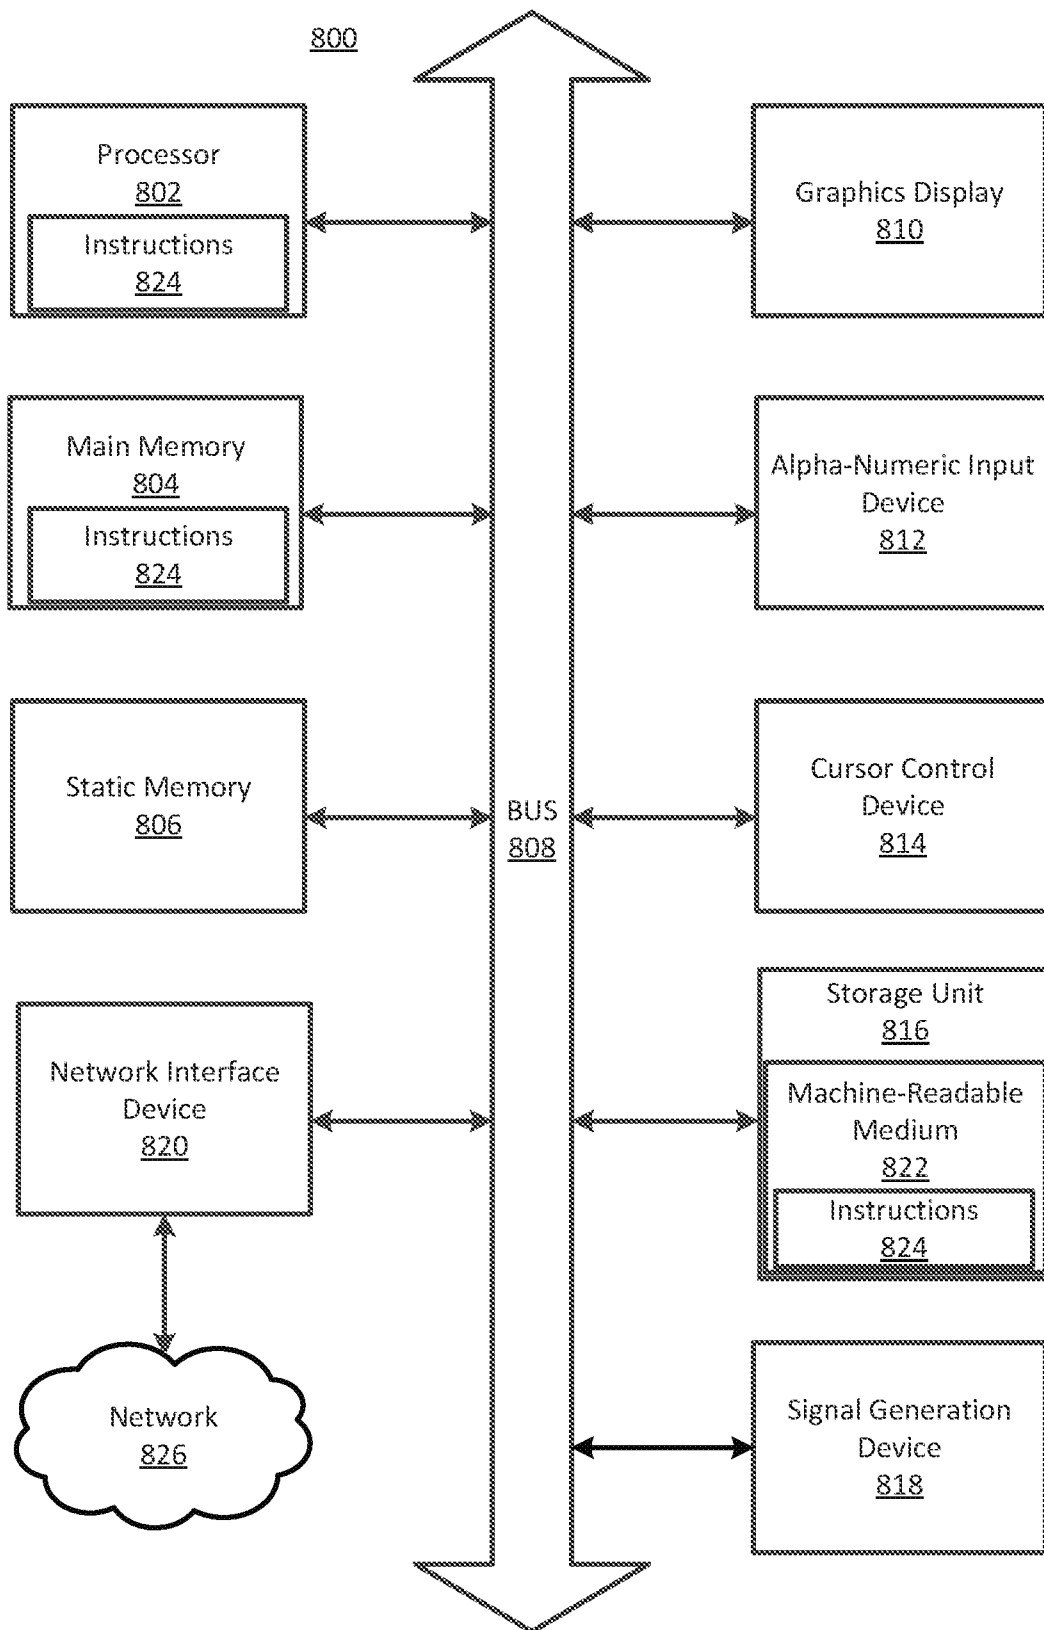 800
Processor
802
Instructions
824
Main Memory
804
Instructions
824
Static Memory
806
Network Interface
Device
820
Network
826
BUS
808
Graphics Display
810
Alpha-Numeric Input
Device
812
Cursor Control
Device
814
Storage Unit
816
Machine-Readable
Medium
822
Instructions
824
Signal Generation
Device
818